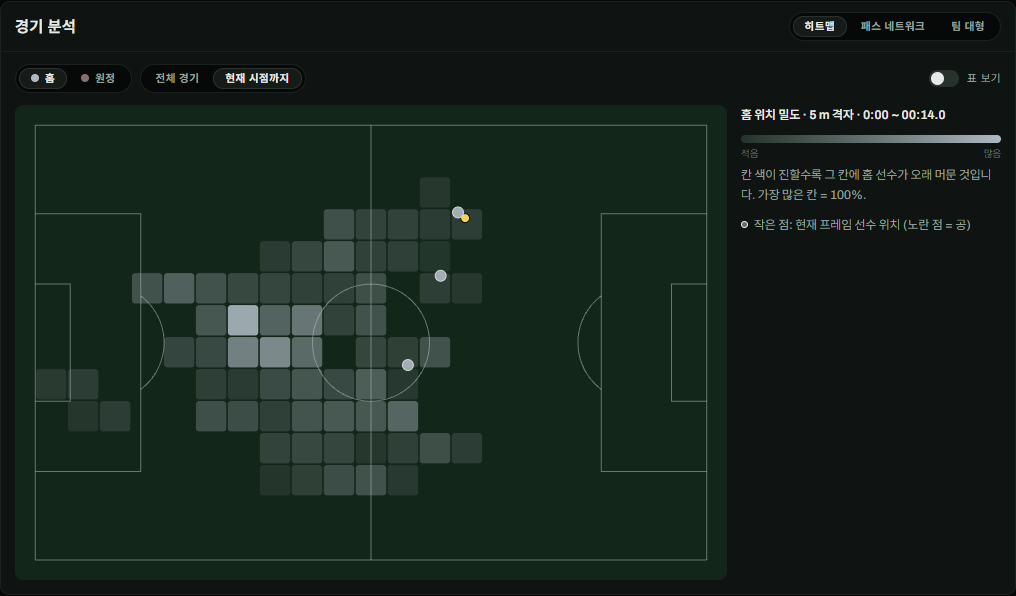 경기 분석
히트맵 패스 네트워크 팀 대형
홈 원정 전체 경기 현재 시점까지 표 보기
홈 위치 밀도 · 5 m 격자 · 0:00 ~ 00:14.0
적음 많음
칸 색이 진할수록 그 칸에 홈 선수가 오래 머문 것입니
다. 가장 많은 칸 = 100%.
작은 점: 현재 프레임 선수 위치 (노란 점 = 공)